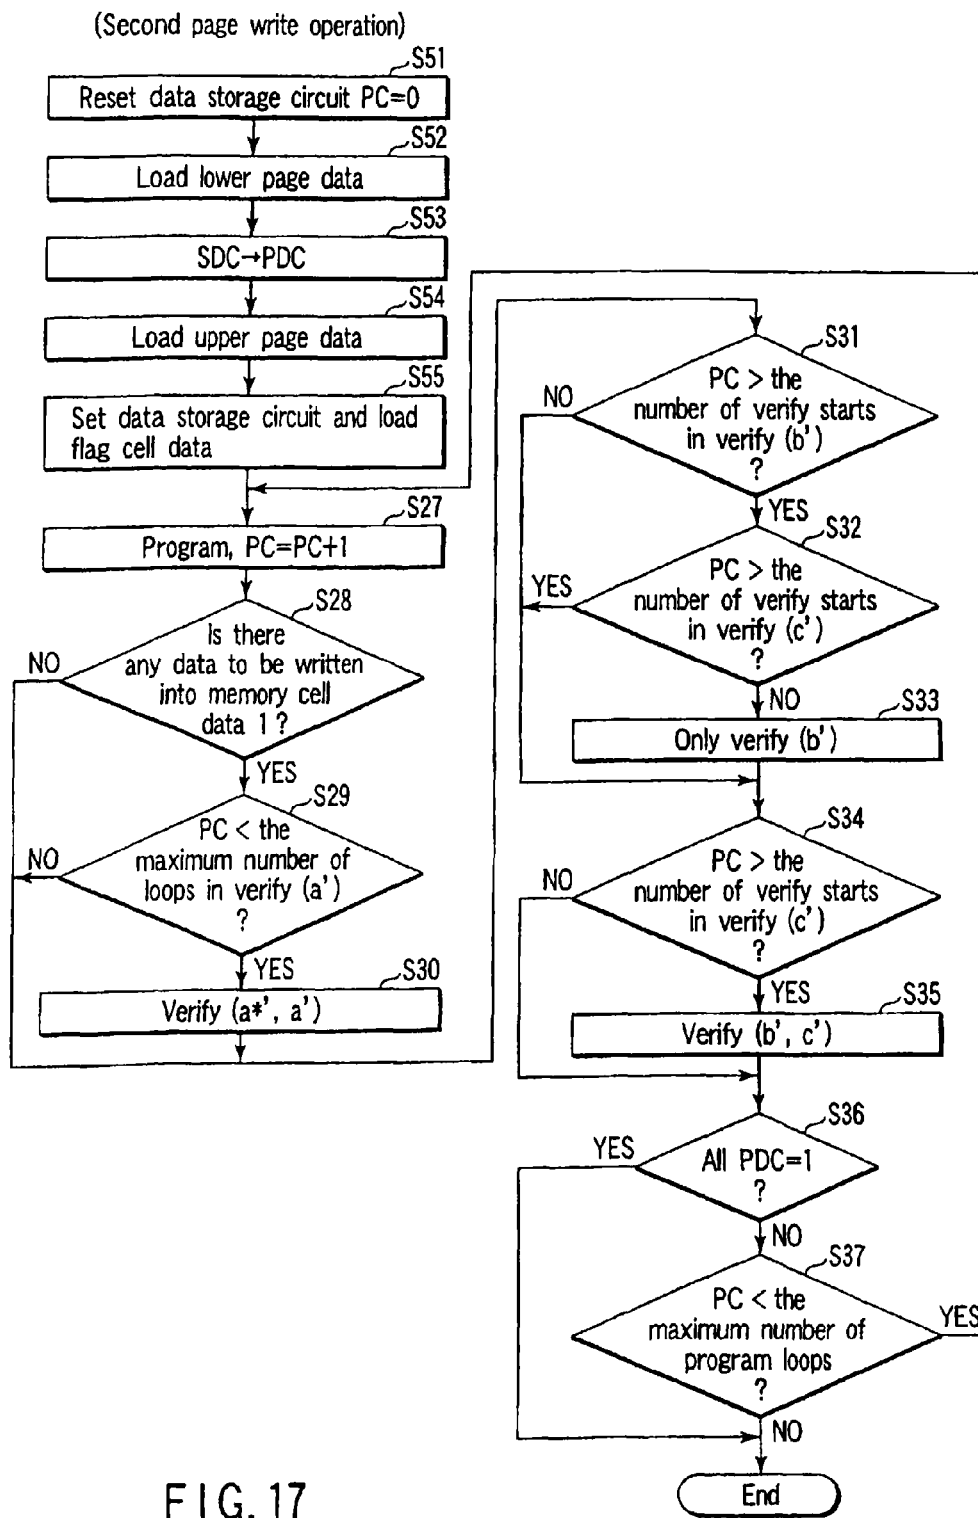 (Second page write operation)
S51
Reset data storage circuit PC=0
S52
Load lower page data
S53
SDC→PDC
S54
Load upper page data
S55
Set data storage circuit and load
flag cell data
S27
Program, PC=PC+1
S28
Is there
any data to be written
into memory cell
data 1 ?
NO
YES
S29
PC < the
maximum number of
loops in verify (a')
?
NO
YES
S30
Verify (a*', a')
S31
PC > the
number of verify starts
in verify (b')
?
NO
YES
S32
PC > the
number of verify starts
in verify (c')
?
YES
NO
S33
Only verify (b')
S34
PC > the
number of verify starts
in verify (c')
?
NO
YES
S35
Verify (b', c')
S36
All PDC=1
?
YES
NO
S37
PC < the
maximum number of
program loops
?
YES
NO
End
FIG. 17